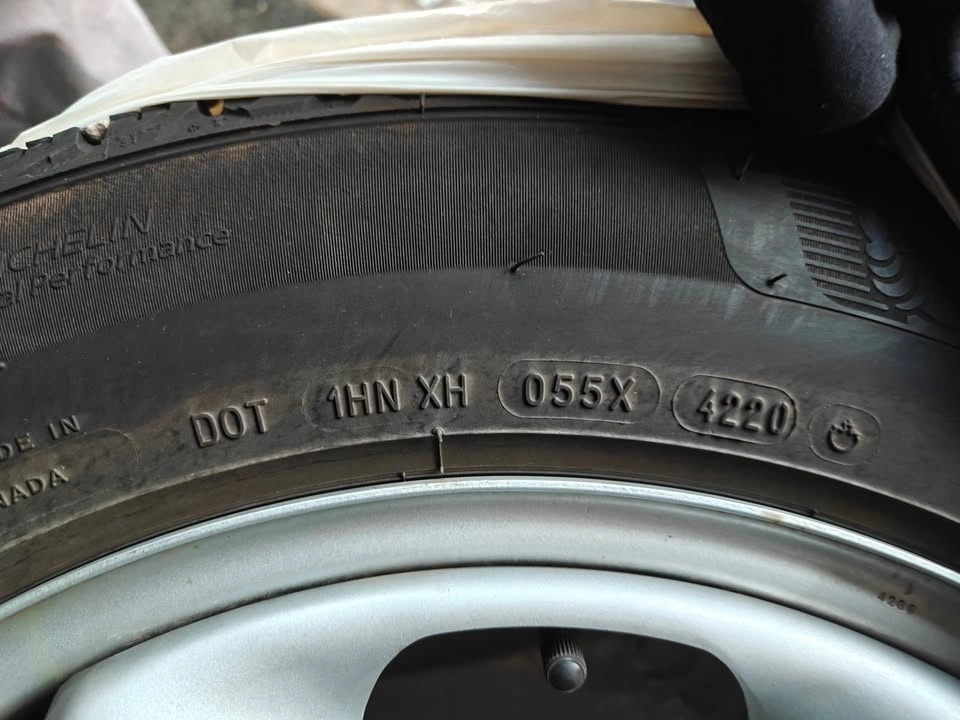 MICHELIN
Performance
DE IN
NADA
DOT 1HN XH 055X 4220